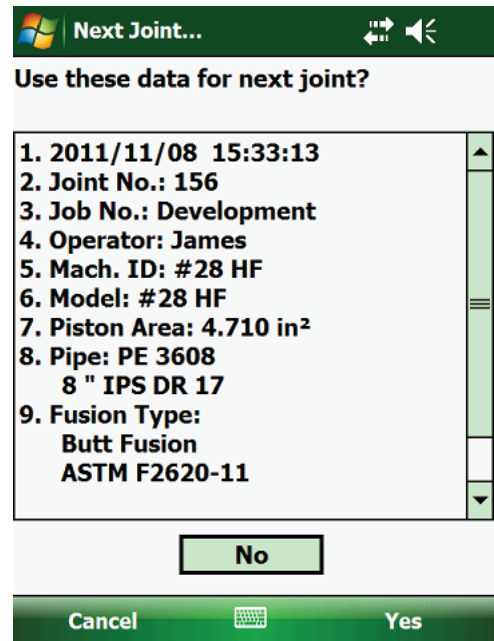 Next Joint...
Use these data for next joint?
1. 2011/11/08 15:33:13
2. Joint No.: 156
3. Job No.: Development
4. Operator: James
5. Mach. ID: #28 HF
6. Model: #28 HF
7. Piston Area: 4.710 in²
8. Pipe: PE 3608
8 " IPS DR 17
9. Fusion Type:
Butt Fusion
ASTM F2620-11
No
Cancel
Yes